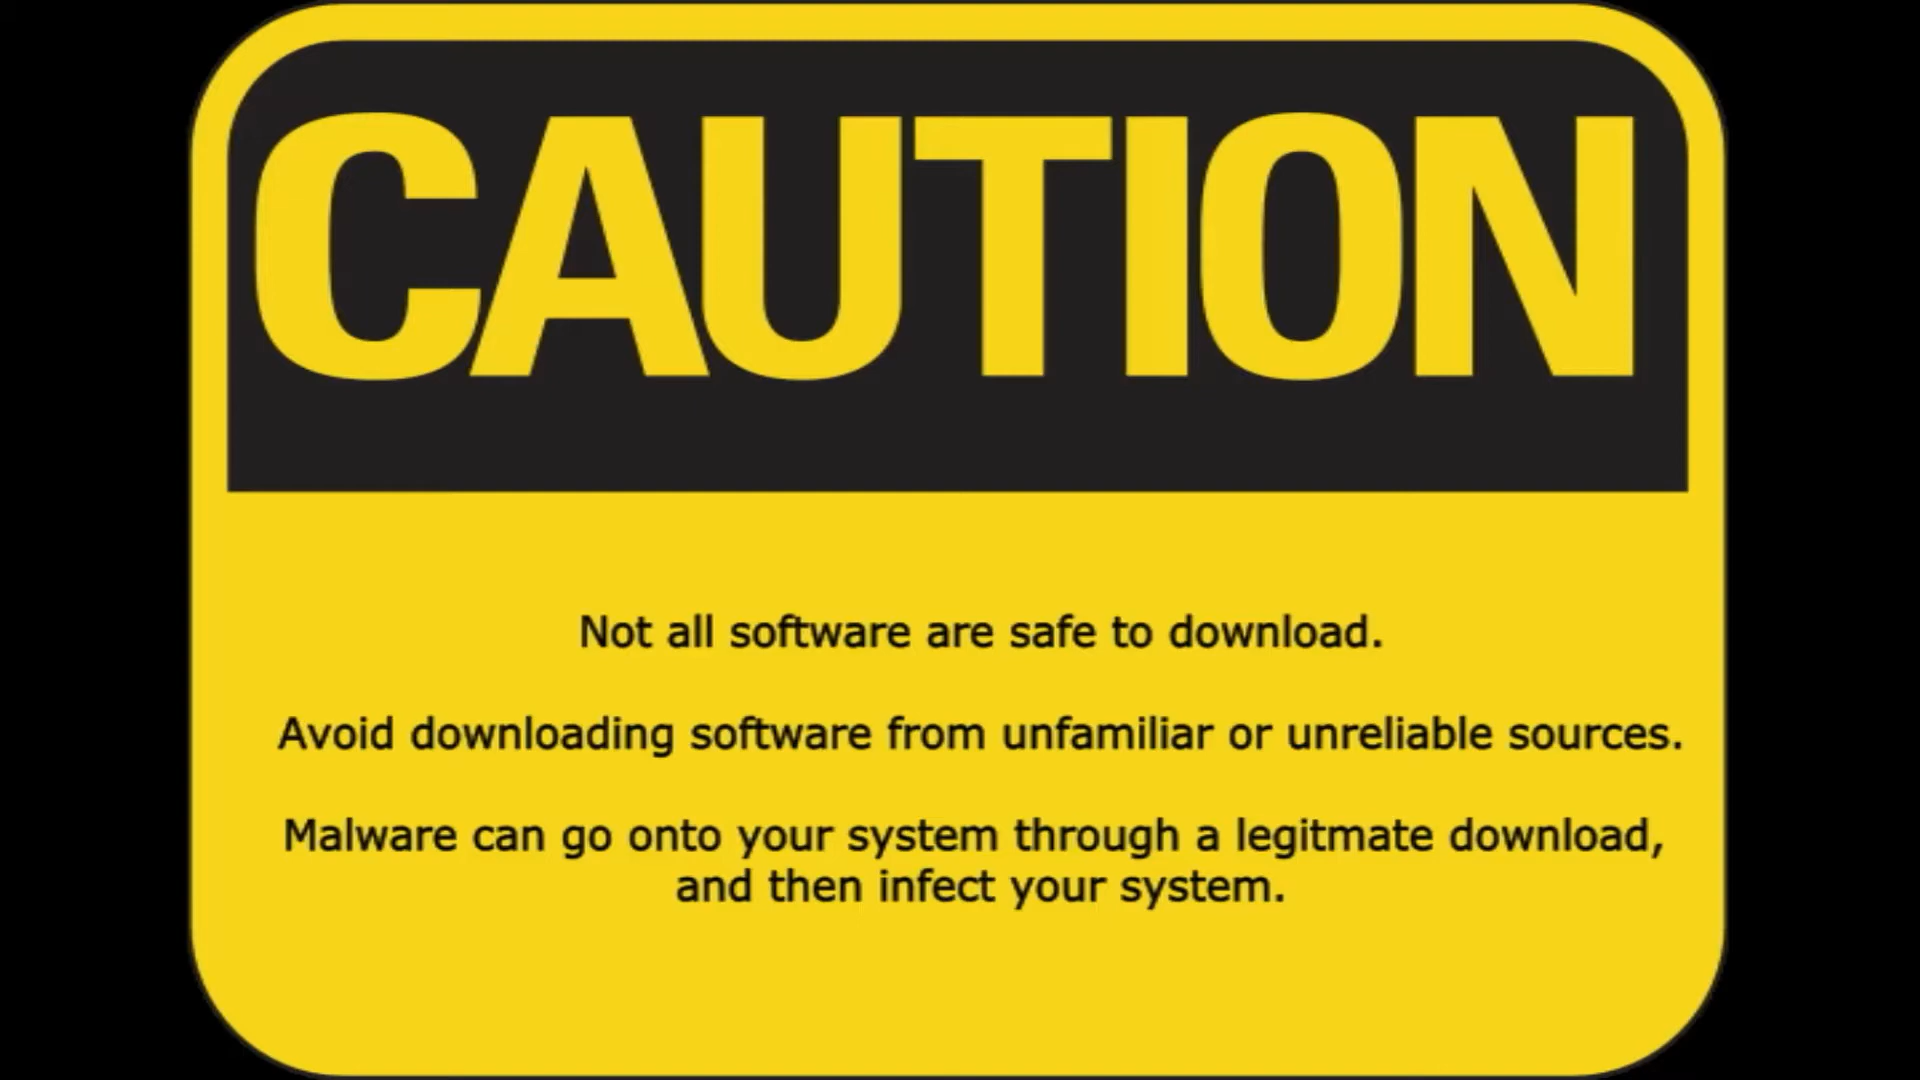 CAUTION
Not all software are safe to download.
Avoid downloading software from unfamiliar or unreliable sources.
Malware can go onto your system through a legitmate download,
and then infect your system.